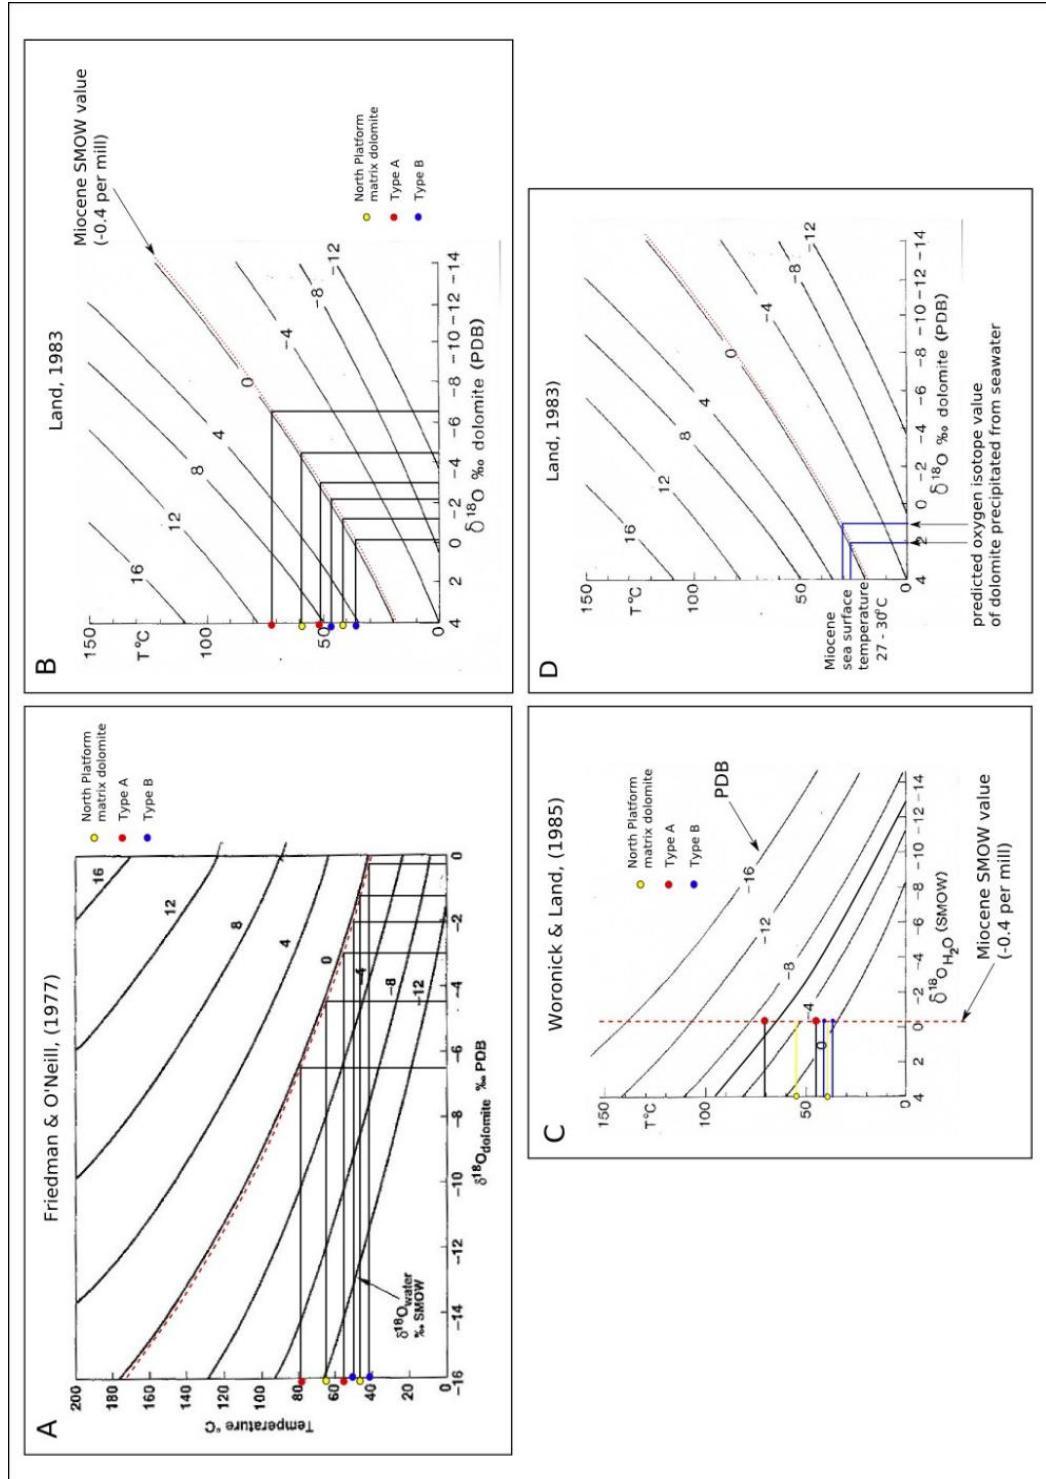 A
Friedman & O'Neill, (1977)
North Platform
matrix dolomite
Type A
Type B
200
180
160
140
120
100
80
60
40
20
Temperature °C
16
12
8
4
0
-4
-8
-12
δ¹⁸Owater
‰ SMOW
-16 -14 -12 -10 -8 -6 -4 -2 0
δ¹⁸Odolomite ‰ PDB
B
Land, 1983
Miocene SMOW value
(-0.4 per mill)
North Platform
matrix dolomite
Type A
Type B
150
T°C
100
50
0
16
12
8
4
0
-4
-8
-12
4 2 0 -2 -4 -6 -8 -10 -12 -14
δ¹⁸O ‰ dolomite (PDB)
C
Woronick & Land, (1985)
North Platform
matrix dolomite
Type A
Type B
PDB
150
T°C
100
50
0
-16
-12
-8
-4
0
4 2 0 -2 -4 -6 -8 -10 -12 -14
δ¹⁸OH₂O (SMOW)
Miocene SMOW value
(-0.4 per mill)
D
Land, 1983)
150
T°C
100
50
0
16
12
8
4
0
-4
-8
-12
Miocene
sea surface
temperature
27 - 30°C
4 2 0 -2 -4 -6 -8 -10 -12 -14
δ¹⁸O ‰ dolomite (PDB)
predicted oxygen isotope value
of dolomite precipitated from seawater